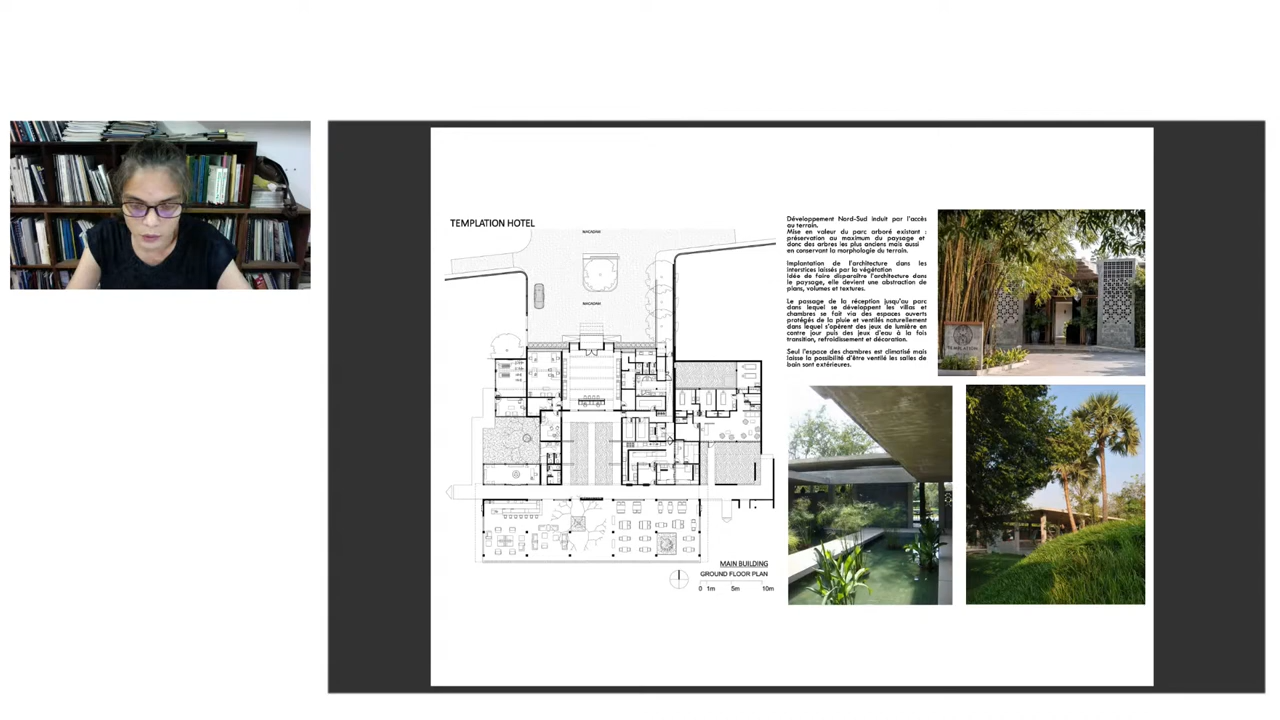 TEMPLATION HOTEL
MACADAM
MACADAM
MAIN BUILDING
GROUND FLOOR PLAN
0 1m 5m 10m
Développement Nord-Sud induit par l'accès
au terrain.
Mise en valeur du parc arboré existant :
préservation au maximum du paysage et
donc des arbres les plus anciens mais aussi
en conservant la morphologie du terrain.
Implantation de l'architecture dans les
interstices laissés par la végétation
Idée de faire disparaître l'architecture dans
le paysage, elle devient une abstraction de
plans, volumes et textures.
Le passage de la réception jusqu'au parc
dans lequel se développent les villas et
chambres se fait via des espaces ouverts
protégés de la pluie et ventilés naturellement
dans lequel s'opèrent des jeux de lumière en
contre jour puis des jeux d'eau à la fois
transition, refroidissement et décoration.
Seul l'espace des chambres est climatisé mais
laisse la possibilité d'être ventilé les salles de
bain sont extérieures.
TEMPLATION